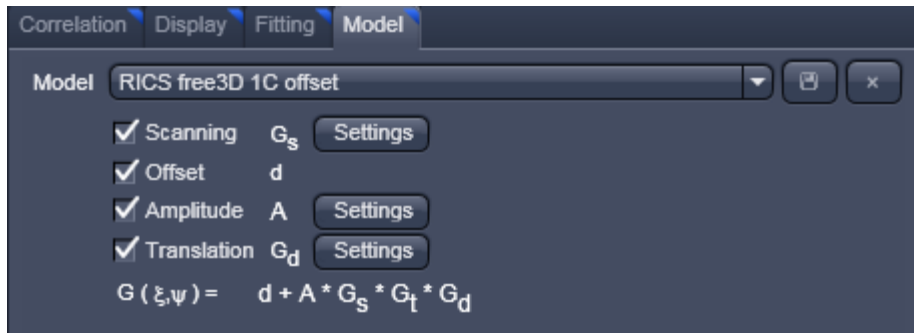 Correlation Display Fitting Model
Model RICS free3D 1C offset
Scanning Gs Settings
Offset d
Amplitude A Settings
Translation Gd Settings
G ( ξ,ψ ) = d + A * Gs * Gt * Gd